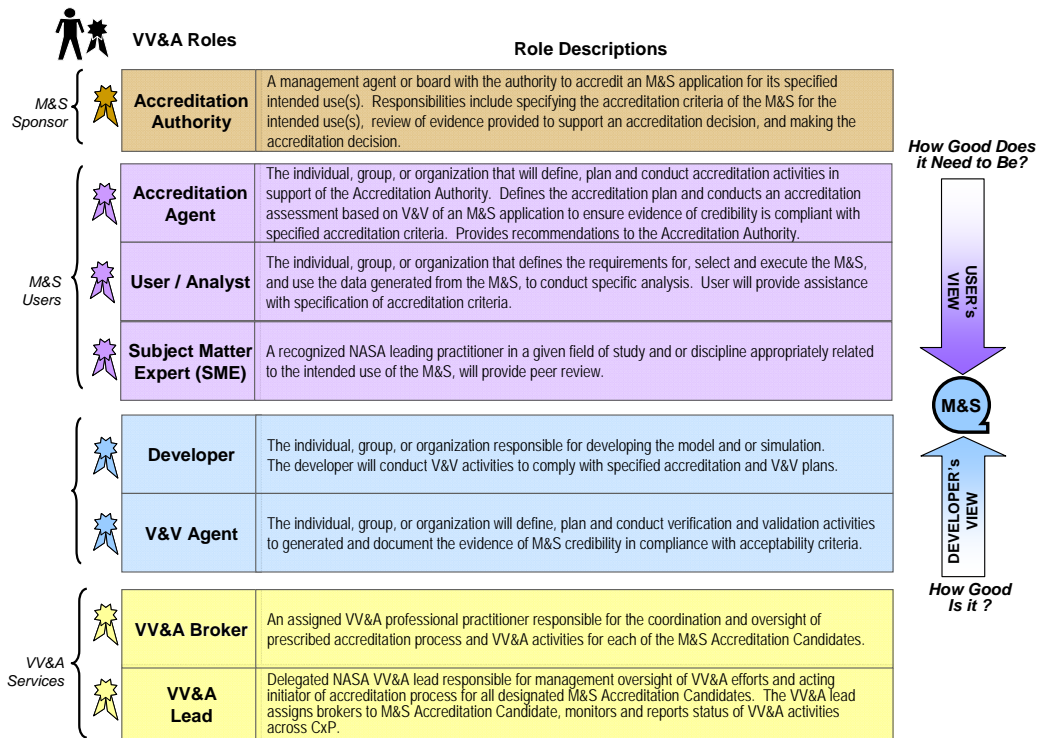 VV&A Roles
Role Descriptions
M&S
Sponsor
Accreditation
Authority
A management agent or board with the authority to accredit an M&S application for its specified
intended use(s). Responsibilities include specifying the accreditation criteria of the M&S for the
intended use(s), review of evidence provided to support an accreditation decision, and making the
accreditation decision.
M&S
Users
Accreditation
Agent
The individual, group, or organization that will define, plan and conduct accreditation activities in
support of the Accreditation Authority. Defines the accreditation plan and conducts an accreditation
assessment based on V&V of an M&S application to ensure evidence of credibility is compliant with
specified accreditation criteria. Provides recommendations to the Accreditation Authority.
User / Analyst
The individual, group, or organization that defines the requirements for, select and execute the M&S,
and use the data generated from the M&S, to conduct specific analysis. User will provide assistance
with specification of accreditation criteria.
Subject Matter
Expert (SME)
A recognized NASA leading practitioner in a given field of study and or discipline appropriately related
to the intended use of the M&S, will provide peer review.
Developer
The individual, group, or organization responsible for developing the model and or simulation.
The developer will conduct V&V activities to comply with specified accreditation and V&V plans.
V&V Agent
The individual, group, or organization will define, plan and conduct verification and validation activities
to generated and document the evidence of M&S credibility in compliance with acceptability criteria.
VV&A
Services
VV&A Broker
An assigned VV&A professional practitioner responsible for the coordination and oversight of
prescribed accreditation process and VV&A activities for each of the M&S Accreditation Candidates.
VV&A
Lead
Delegated NASA VV&A lead responsible for management oversight of VV&A efforts and acting
initiator of accreditation process for all designated M&S Accreditation Candidates. The VV&A lead
assigns brokers to M&S Accreditation Candidate, monitors and reports status of VV&A activities
across CxP.
How Good Does
it Need to Be?
USER's
VIEW
M&S
DEVELOPER's
VIEW
How Good
Is it ?